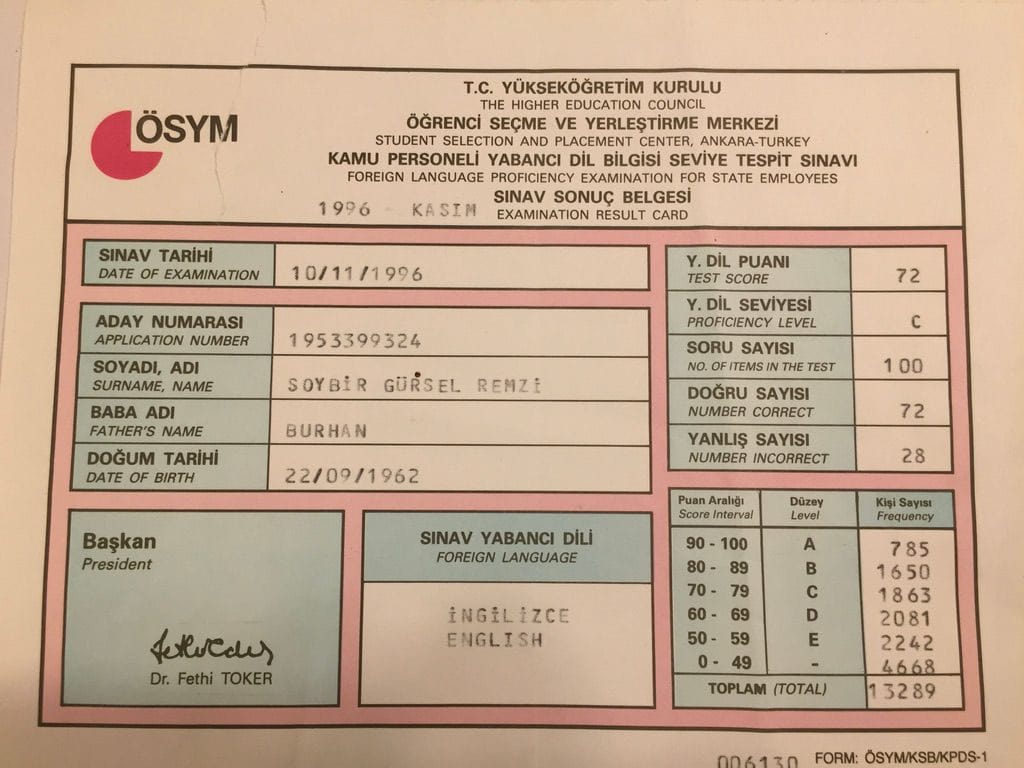 ÖSYM
T.C. YÜKSEKÖĞRETİM KURULU
THE HIGHER EDUCATION COUNCIL
ÖĞRENCİ SEÇME VE YERLEŞTİRME MERKEZİ
STUDENT SELECTION AND PLACEMENT CENTER, ANKARA-TURKEY
KAMU PERSONELİ YABANCI DİL BİLGİSİ SEVİYE TESPİT SINAVI
FOREIGN LANGUAGE PROFICIENCY EXAMINATION FOR STATE EMPLOYEES
SINAV SONUÇ BELGESİ
1996 - KASIM EXAMINATION RESULT CARD
SINAV TARİHİ
DATE OF EXAMINATION 10/11/1996
ADAY NUMARASI
APPLICATION NUMBER 1953399324
SOYADI, ADI
SURNAME, NAME SOYBİR GÜRSEL REMZİ
BABA ADI
FATHER'S NAME BURHAN
DOĞUM TARİHİ
DATE OF BIRTH 22/09/1962
Y. DİL PUANI
TEST SCORE 72
Y. DİL SEVİYESİ
PROFICIENCY LEVEL C
SORU SAYISI
NO. OF ITEMS IN THE TEST 100
DOĞRU SAYISI
NUMBER CORRECT 72
YANLIŞ SAYISI
NUMBER INCORRECT 28
Başkan
President
Dr. Fethi TOKER
SINAV YABANCI DİLİ
FOREIGN LANGUAGE
İNGİLİZCE
ENGLISH
Puan Aralığı Düzey Kişi Sayısı
Score Interval Level Frequency
90 - 100 A 785
80 - 89 B 1650
70 - 79 C 1863
60 - 69 D 2081
50 - 59 E 2242
0 - 49 - 4668
TOPLAM (TOTAL) 13289
006130 FORM: ÖSYM/KSB/KPDS-1